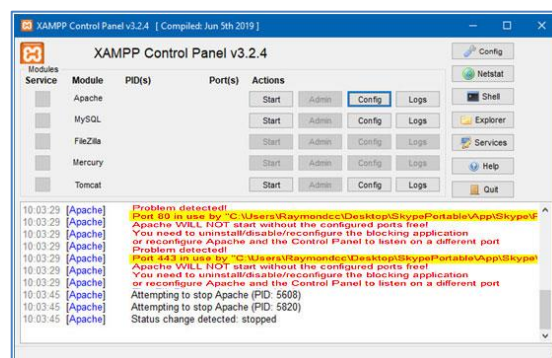 XAMPP Control Panel v3.2.4 [ Compiled: Jun 5th 2019 ]
XAMPP Control Panel v3.2.4
Config
Modules
Service Module PID(s) Port(s) Actions
Netstat
Apache Start Admin Config Logs
Shell
MySQL Start Admin Config Logs
Explorer
FileZilla Start Admin Config Logs
Services
Mercury Start Admin Config Logs
Help
Tomcat Start Admin Config Logs
Quit
10:03:29 [Apache] Problem detected!
10:03:29 [Apache] Port 80 in use by "C:\Users\Raymondcc\Desktop\SkypePortable\App\Skype\P
10:03:29 [Apache] Apache WILL NOT start without the configured ports free!
10:03:29 [Apache] You need to uninstall/disable/reconfigure the blocking application
10:03:29 [Apache] or reconfigure Apache and the Control Panel to listen on a different port
10:03:29 [Apache] Problem detected!
10:03:29 [Apache] Port 443 in use by "C:\Users\Raymondcc\Desktop\SkypePortable\App\Skype\
10:03:29 [Apache] Apache WILL NOT start without the configured ports free!
10:03:29 [Apache] You need to uninstall/disable/reconfigure the blocking application
10:03:29 [Apache] or reconfigure Apache and the Control Panel to listen on a different port
10:03:45 [Apache] Attempting to stop Apache (PID: 5608)
10:03:45 [Apache] Attempting to stop Apache (PID: 5820)
10:03:45 [Apache] Status change detected: stopped